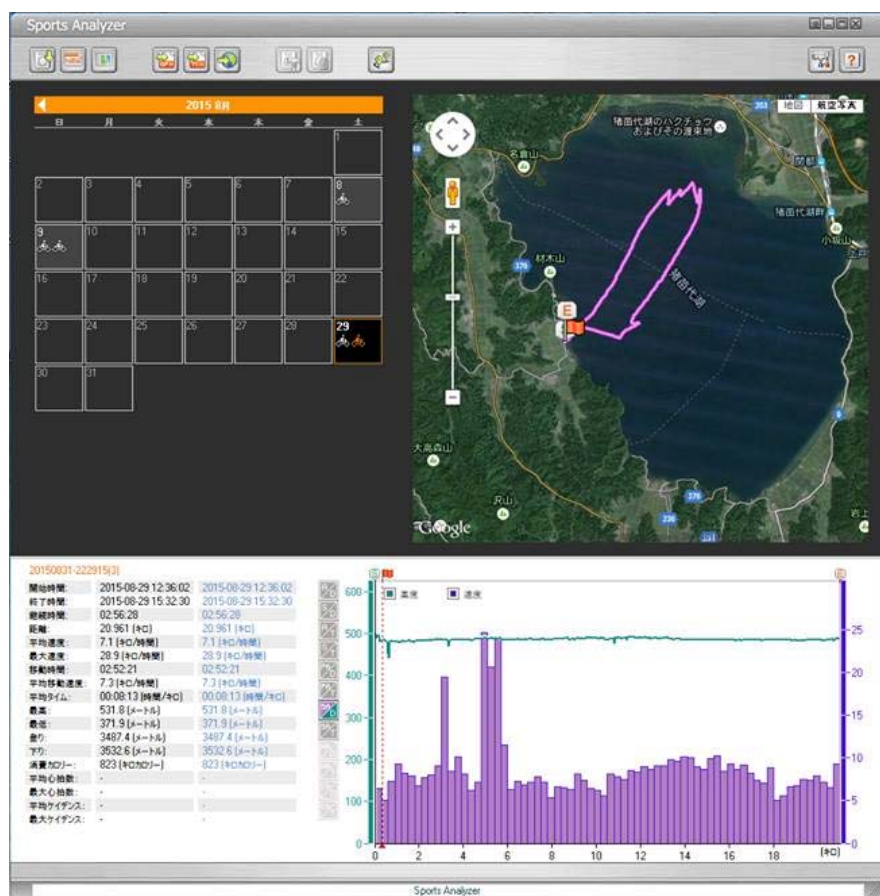 Sports Analyzer
2015 8月
日 月 火 水 木 金 土
1
2 3 4 5 6 7 8
9 10 11 12 13 14 15
16 17 18 19 20 21 22
23 24 25 26 27 28 29
30 31
地図 航空写真
203
猪苗代湖のハクチョウ
およびその渡来地
名倉山
関都
猪苗代湖畔
小坂山
376
材木山
猪苗代湖
E
大高森山
沢山
376
236
岩上
Google
20150831-222915(3)
開始時間: 2015-08-29 12:36:02 2015-08-29 12:36:02
終了時間: 2015-08-29 15:32:30 2015-08-29 15:32:30
継続時間: 02:56:28 02:56:28
距離: 20.961 (キロ) 20.961 (キロ)
平均速度: 7.1 (キロ/時間) 7.1 (キロ/時間)
最大速度: 28.9 (キロ/時間) 28.9 (キロ/時間)
移動時間: 02:52:21 02:52:21
平均移動速度: 7.3 (キロ/時間) 7.3 (キロ/時間)
平均タイム: 00:08:13 (時間/キロ) 00:08:13 (時間/キロ)
最高: 531.8 (メートル) 531.8 (メートル)
最低: 371.9 (メートル) 371.9 (メートル)
登り: 3487.4 (メートル) 3487.4 (メートル)
下り: 3532.6 (メートル) 3532.6 (メートル)
消費カロリー: 823 (キロカロリー) 823 (キロカロリー)
平均心拍数: - -
最大心拍数: - -
平均ケイデンス: - -
最大ケイデンス: - -
高度 速度
600
500
400
300
200
100
0
25
20
15
10
5
0
0 2 4 6 8 10 12 14 16 18 (キロ)
Sports Analyzer